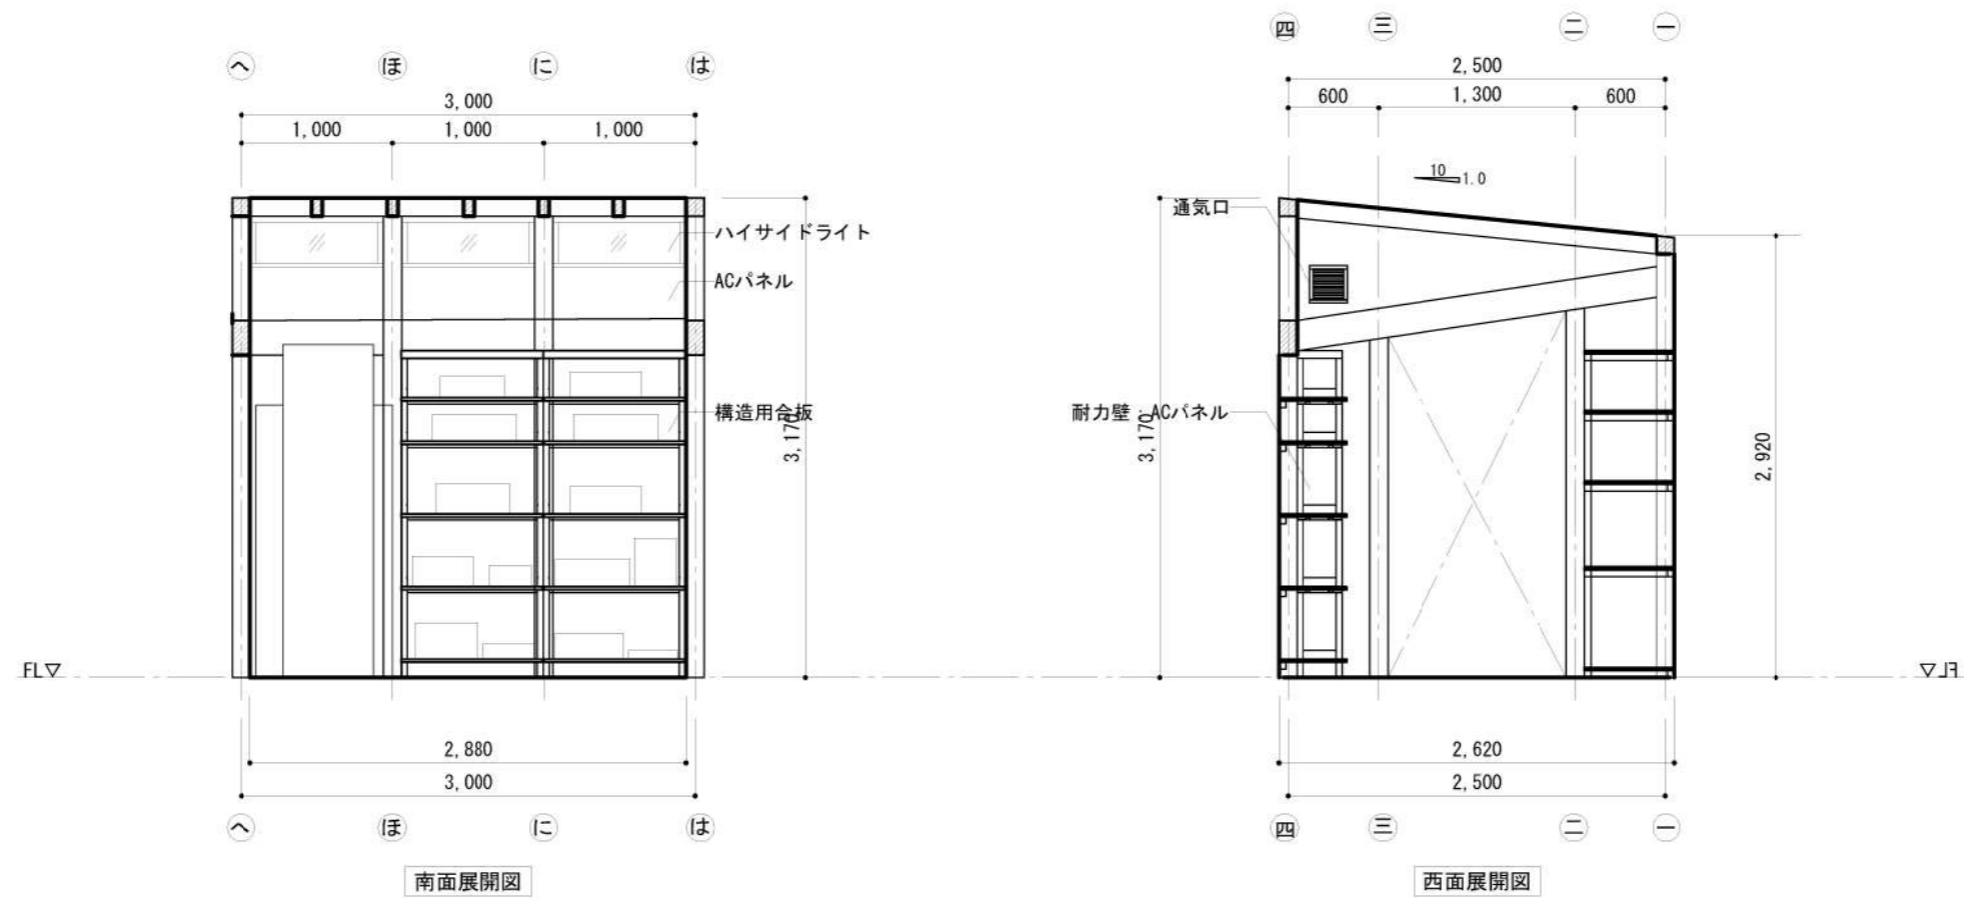 へ ほ に は
3,000
1,000 1,000 1,000
ハイサイドライト
ACパネル
構造用合板
3,170
FL▽
2,880
3,000
へ ほ に は
南面展開図
四 三 二 一
2,500
600 1,300 600
10
1.0
通気口
耐力壁・ACパネル
3,170
2,920
FL▽
2,620
2,500
四 三 二 一
西面展開図